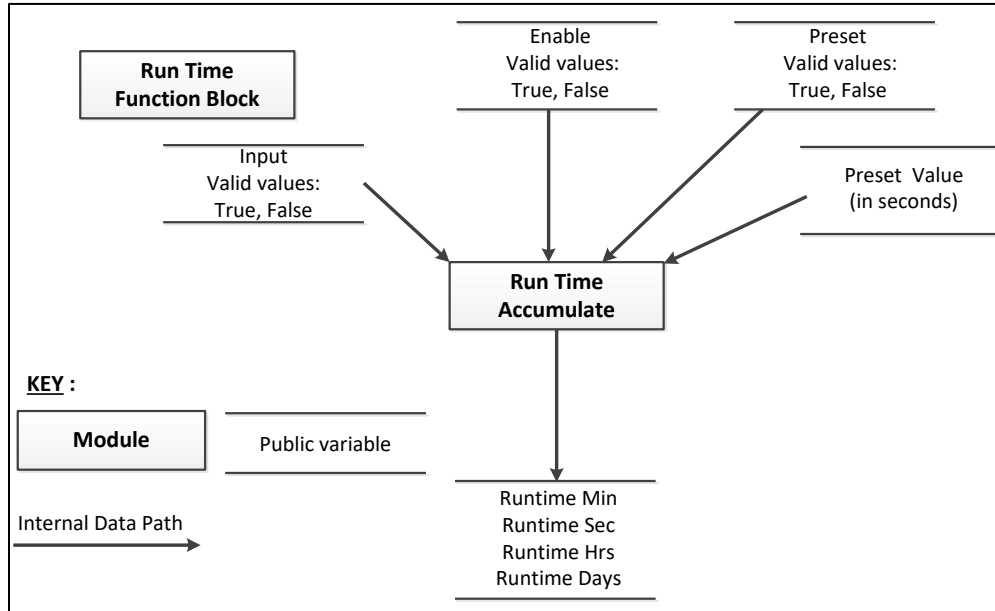 Run Time
Function Block
Enable
Valid values:
True, False
Preset
Valid values:
True, False
Input
Valid values:
True, False
Preset Value
(in seconds)
Run Time
Accumulate
KEY :
Module
Public variable
Internal Data Path
Runtime Min
Runtime Sec
Runtime Hrs
Runtime Days